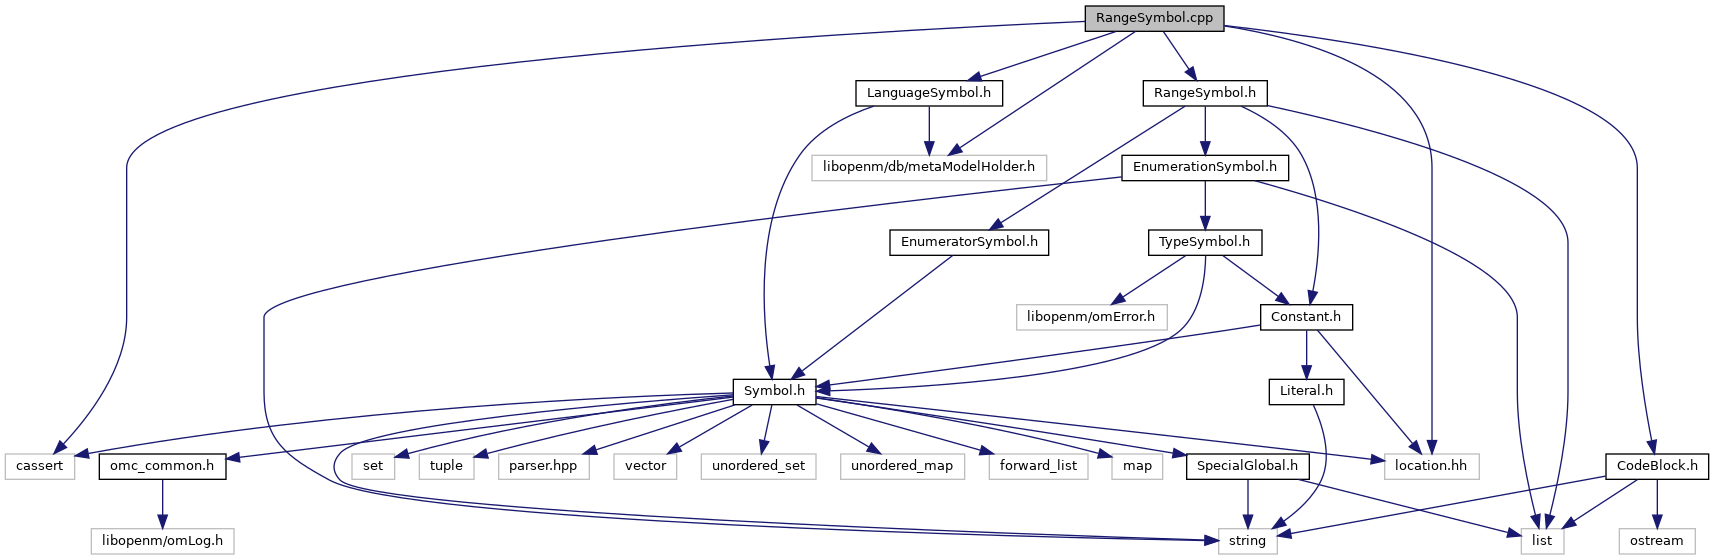 RangeSymbol.cpp
LanguageSymbol.h
RangeSymbol.h
libopenm/db/metaModelHolder.h
EnumerationSymbol.h
EnumeratorSymbol.h
TypeSymbol.h
libopenm/omError.h
Constant.h
Symbol.h
Literal.h
cassert
omc_common.h
set
tuple
parser.hpp
vector
unordered_set
unordered_map
forward_list
map
SpecialGlobal.h
location.hh
CodeBlock.h
libopenm/omLog.h
string
list
ostream